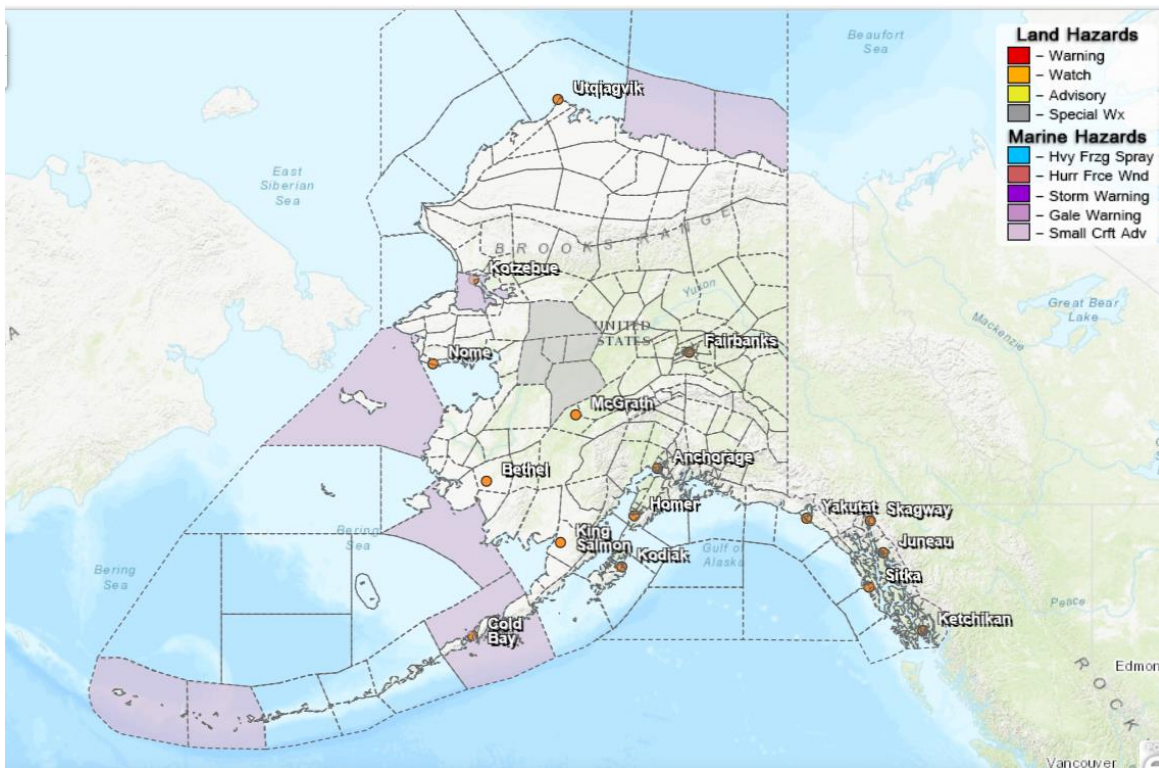 Land Hazards
– Warning
– Watch
– Advisory
– Special Wx
Marine Hazards
– Hvy Frzg Spray
– Hurr Frce Wnd
– Storm Warning
– Gale Warning
– Small Crft Adv
Beaufort
Sea
Utqiagvik
East
Siberian
Sea
BROOKS RANGE
Kotzebue
Yukon
Great Bear
Lake
Mackenzie
UNITED
STATES
Fairbanks
A
Nome
McGrath
Anchorage
Bethel
Homer
Yakutat
Skagway
King
Salmon
Kodiak
Gulf of
Alaska
Juneau
Bering
Sea
Bering
Sea
Sitka
Peace
Cold
Bay
Ketchikan
ROCK
Edmon
Vancouver